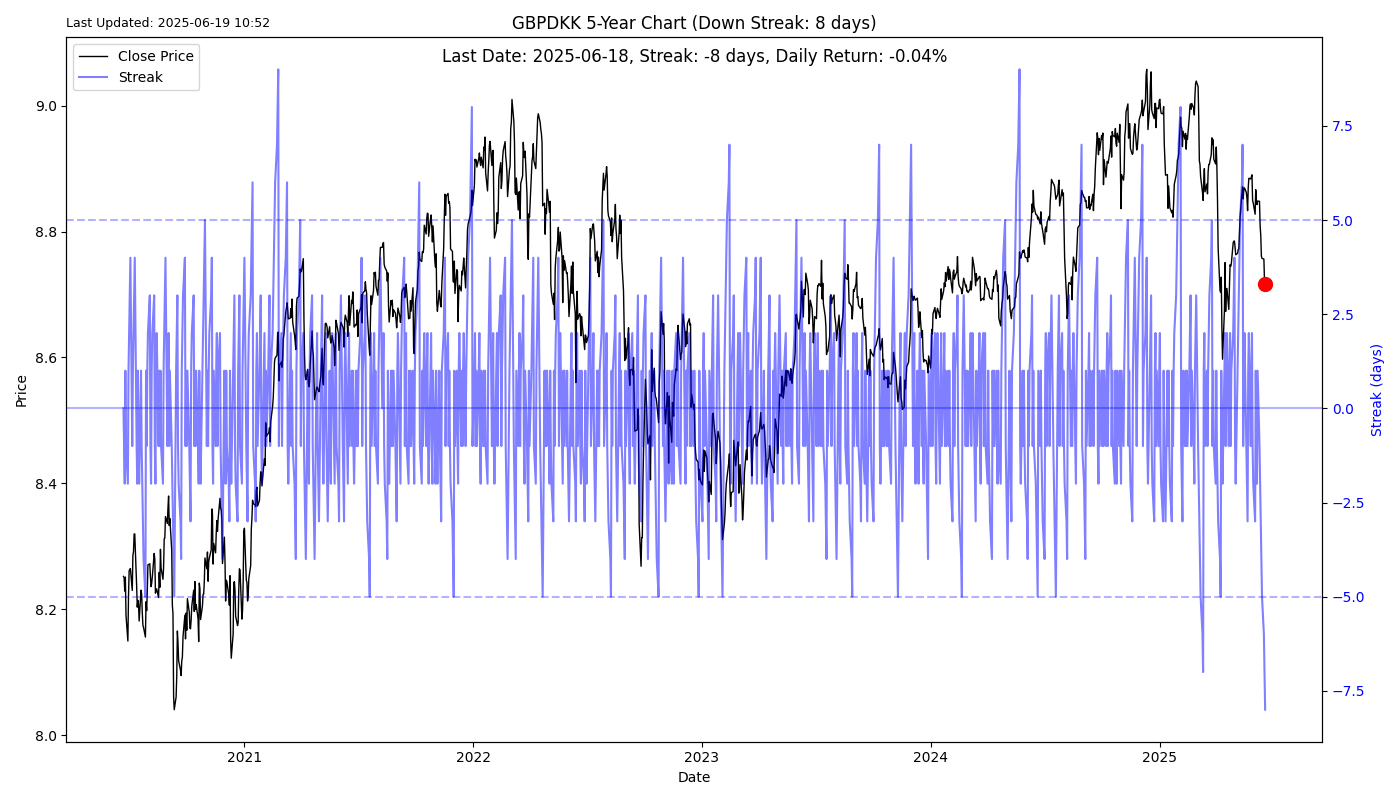 Last Updated: 2025-06-19 10:52
GBPDKK 5-Year Chart (Down Streak: 8 days)
Last Date: 2025-06-18, Streak: -8 days, Daily Return: -0.04%
Close Price
Streak
9.0
8.8
8.6
8.4
8.2
8.0
Price
7.5
5.0
2.5
0.0
−2.5
−5.0
−7.5
Streak (days)
2021
2022
2023
2024
2025
Date